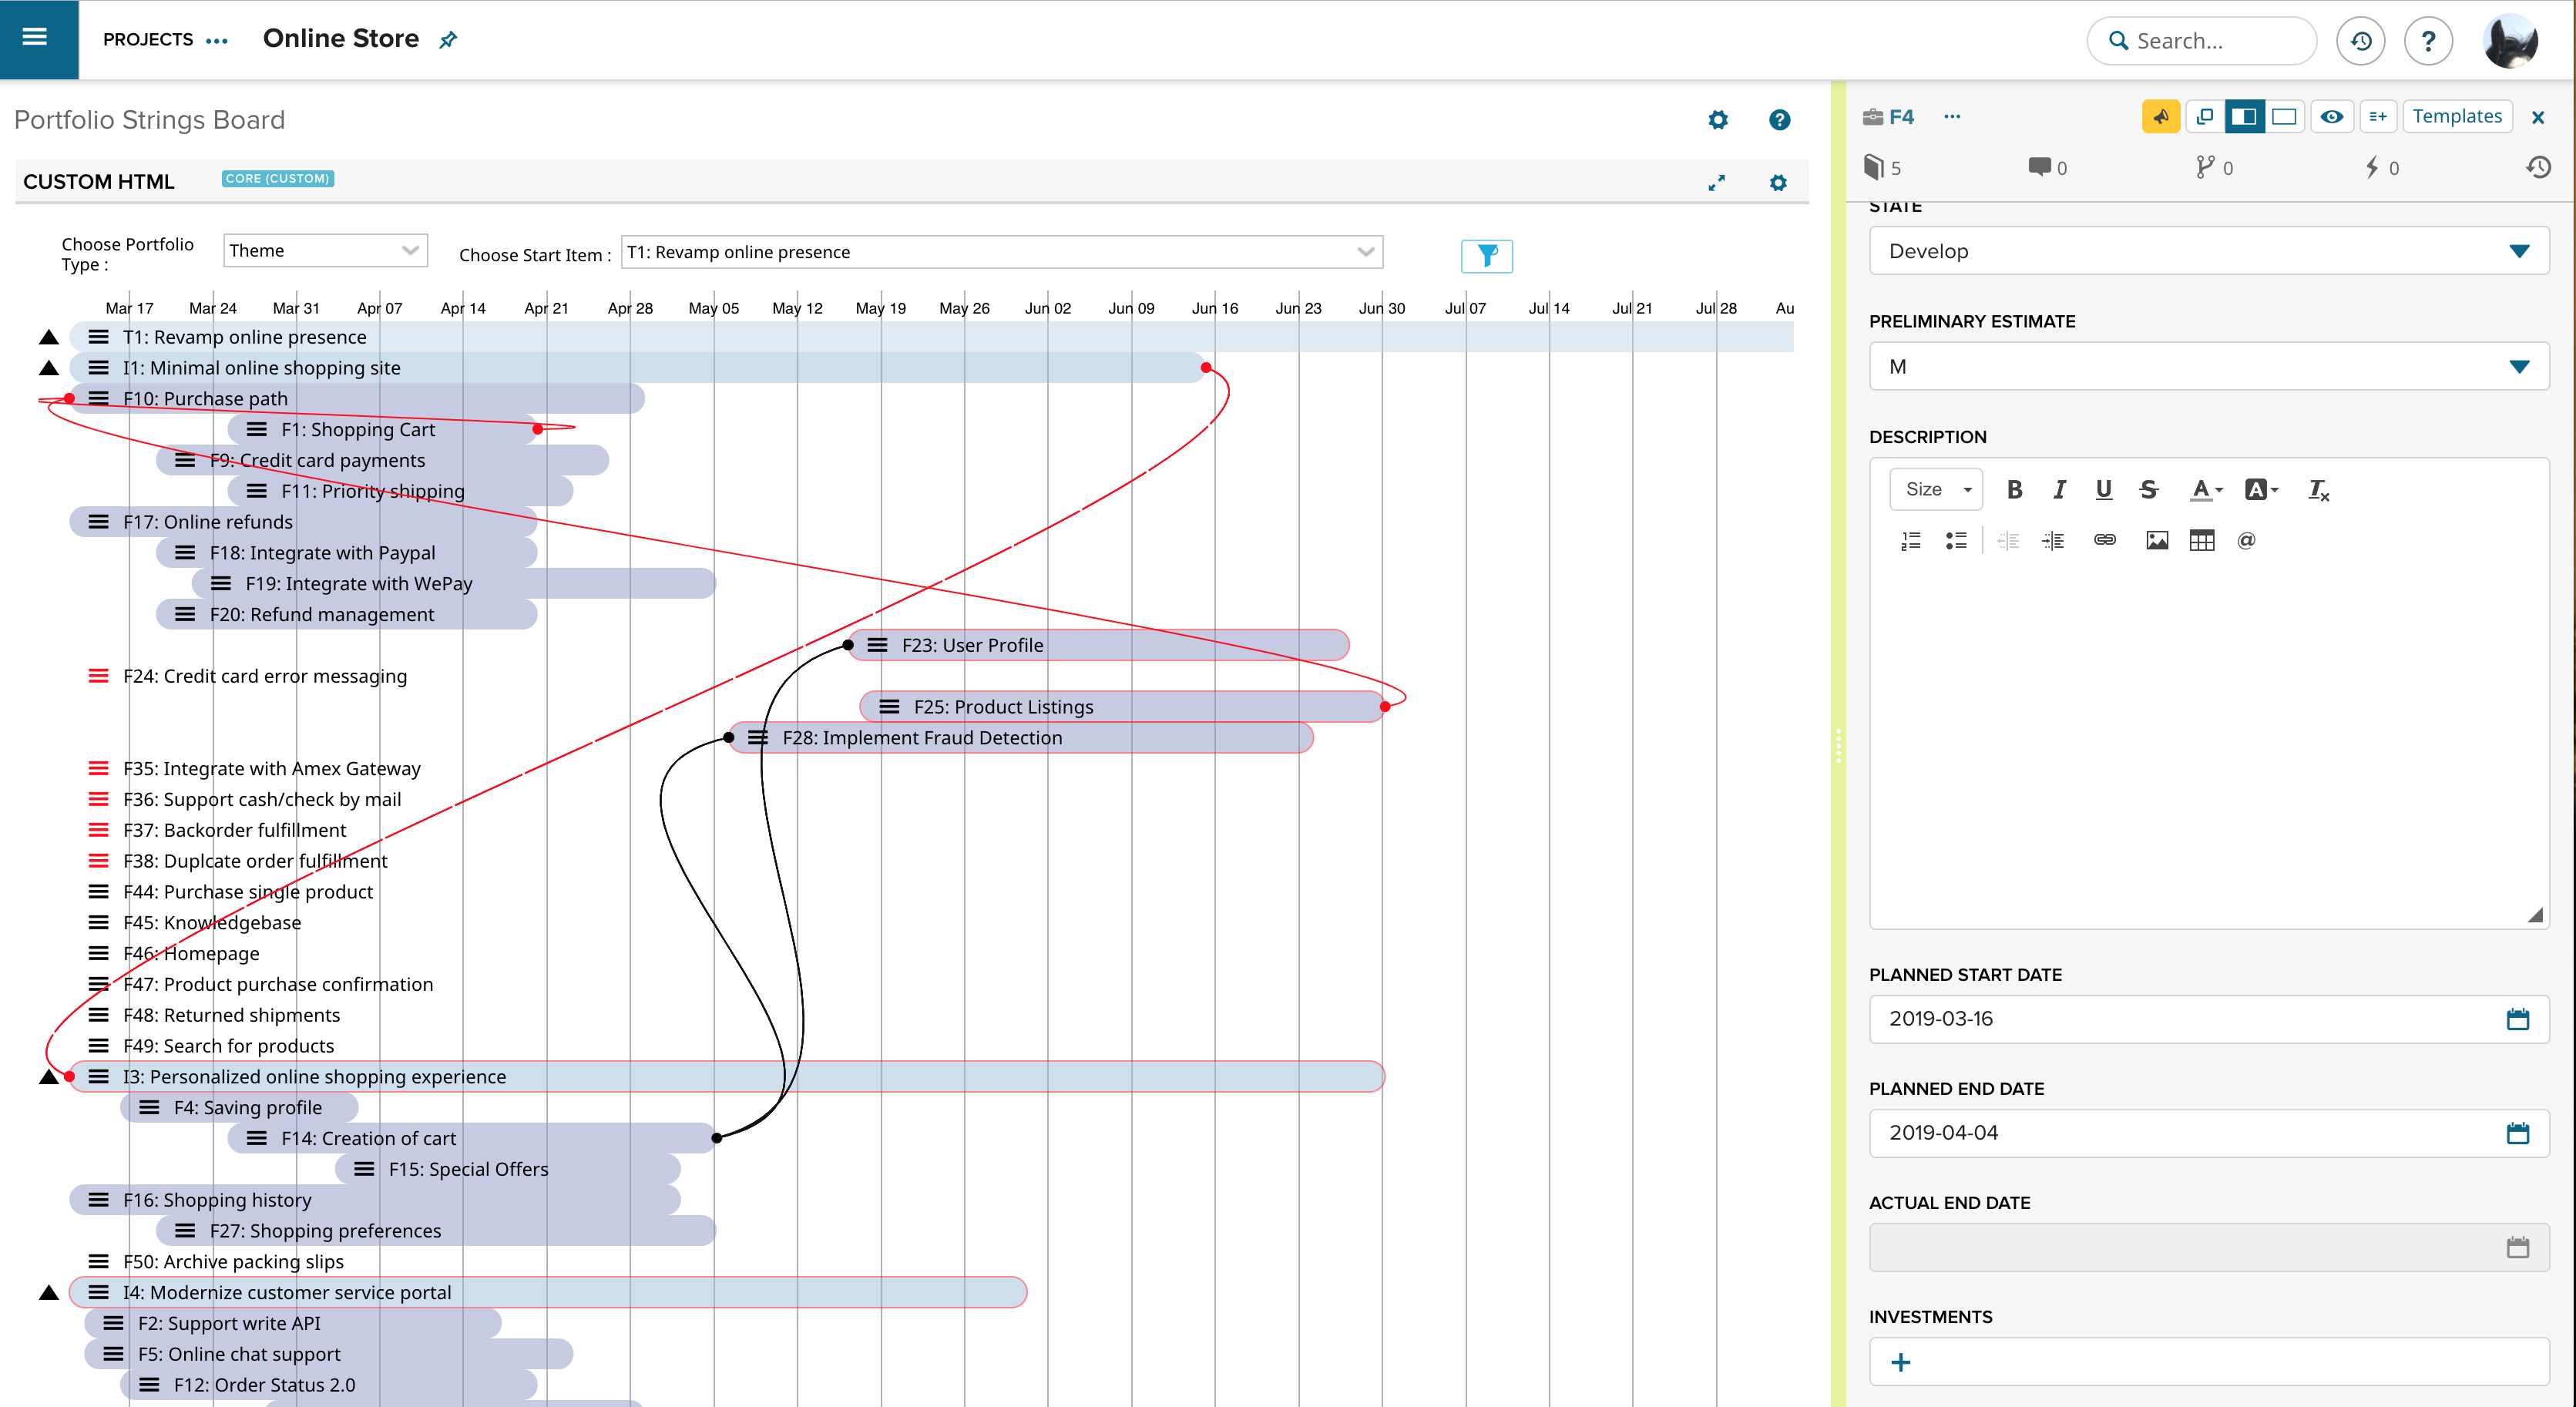 PROJECTS ••• Online Store
Search...
?
Portfolio Strings Board
?
CUSTOM HTML CORE (CUSTOM)
Choose Portfolio
Type :
Theme
Choose Start Item :
T1: Revamp online presence
Mar 17 Mar 24 Mar 31 Apr 07 Apr 14 Apr 21 Apr 28 May 05 May 12 May 19 May 26 Jun 02 Jun 09 Jun 16 Jun 23 Jun 30 Jul 07 Jul 14 Jul 21 Jul 28 Au
T1: Revamp online presence
I1: Minimal online shopping site
F10: Purchase path
F1: Shopping Cart
F9: Credit card payments
F11: Priority shipping
F17: Online refunds
F18: Integrate with Paypal
F19: Integrate with WePay
F20: Refund management
F23: User Profile
F24: Credit card error messaging
F25: Product Listings
F28: Implement Fraud Detection
F35: Integrate with Amex Gateway
F36: Support cash/check by mail
F37: Backorder fulfillment
F38: Duplcate order fulfillment
F44: Purchase single product
F45: Knowledgebase
F46: Homepage
F47: Product purchase confirmation
F48: Returned shipments
F49: Search for products
I3: Personalized online shopping experience
F4: Saving profile
F14: Creation of cart
F15: Special Offers
F16: Shopping history
F27: Shopping preferences
F50: Archive packing slips
I4: Modernize customer service portal
F2: Support write API
F5: Online chat support
F12: Order Status 2.0
F4 ••• Templates
5 0 0 0
STATE
Develop
PRELIMINARY ESTIMATE
M
DESCRIPTION
Size B I U S A A Tx
@
PLANNED START DATE
2019-03-16
PLANNED END DATE
2019-04-04
ACTUAL END DATE
INVESTMENTS
+